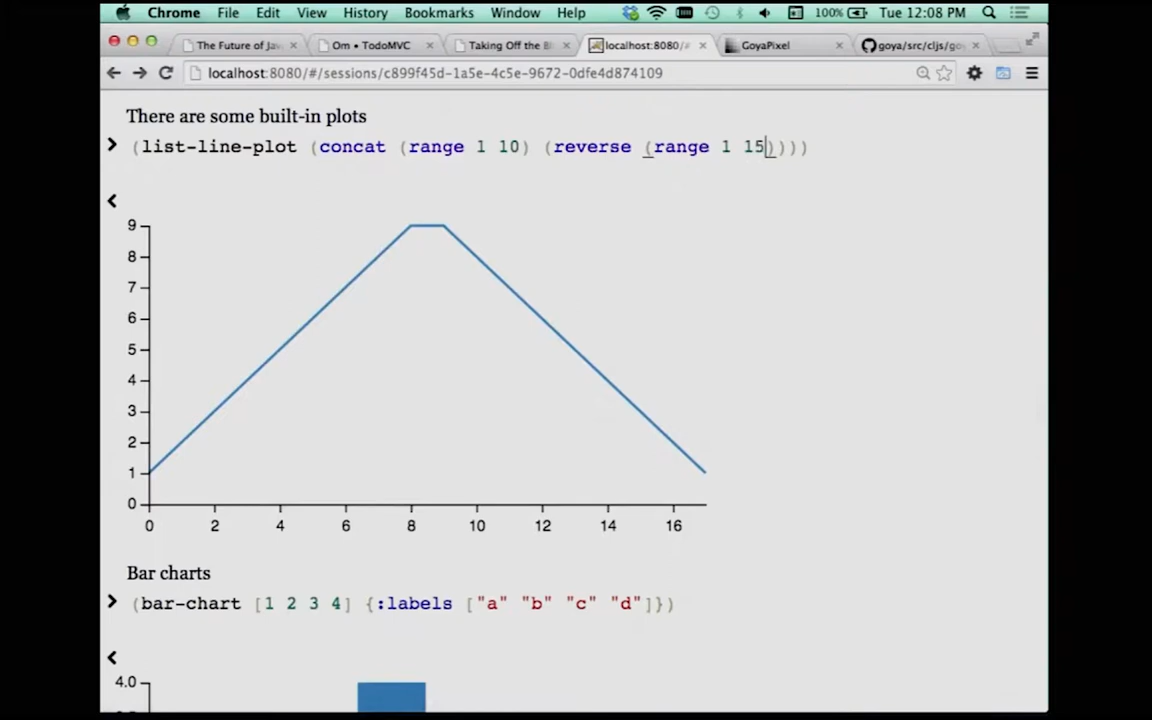 Chrome File Edit View History Bookmarks Window Help 100% Tue 12:08 PM
The Future of Jav Om • TodoMVC Taking Off the Bl localhost:8080/# GoyaPixel goya/src/cljs/goy
localhost:8080/#/sessions/c899f45d-1a5e-4c5e-9672-0dfe4d874109
There are some built-in plots
> (list-line-plot (concat (range 1 10) (reverse (range 1 15))))
<
9
8
7
6
5
4
3
2
1
0
0 2 4 6 8 10 12 14 16
Bar charts
> (bar-chart [1 2 3 4] {:labels ["a" "b" "c" "d"]})
<
4.0